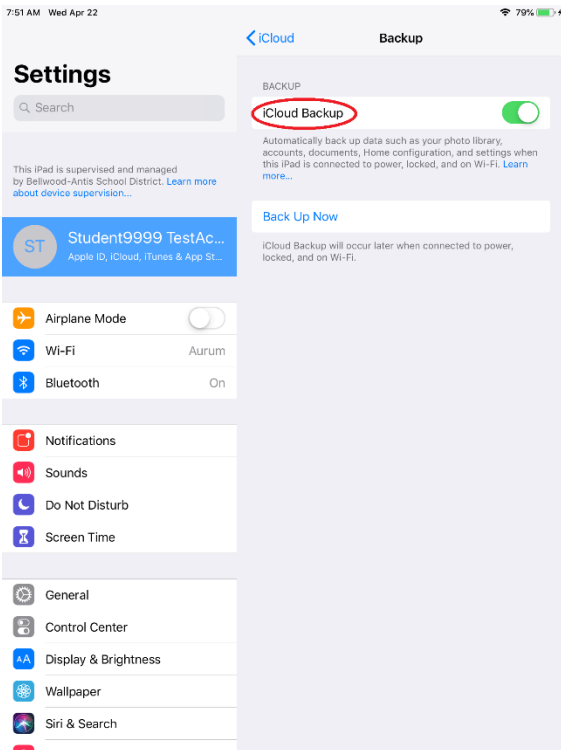 7:51 AM Wed Apr 22
79%
Settings
Search
This iPad is supervised and managed
by Bellwood-Antis School District. Learn more
about device supervision...
ST
Student9999 TestAc...
Apple ID, iCloud, iTunes & App St...
Airplane Mode
Wi-Fi
Aurum
Bluetooth
On
Notifications
Sounds
Do Not Disturb
Screen Time
General
Control Center
AA
Display & Brightness
Wallpaper
Siri & Search
iCloud
Backup
BACKUP
iCloud Backup
Automatically back up data such as your photo library,
accounts, documents, Home configuration, and settings when
this iPad is connected to power, locked, and on Wi-Fi. Learn
more...
Back Up Now
iCloud Backup will occur later when connected to power,
locked, and on Wi-Fi.